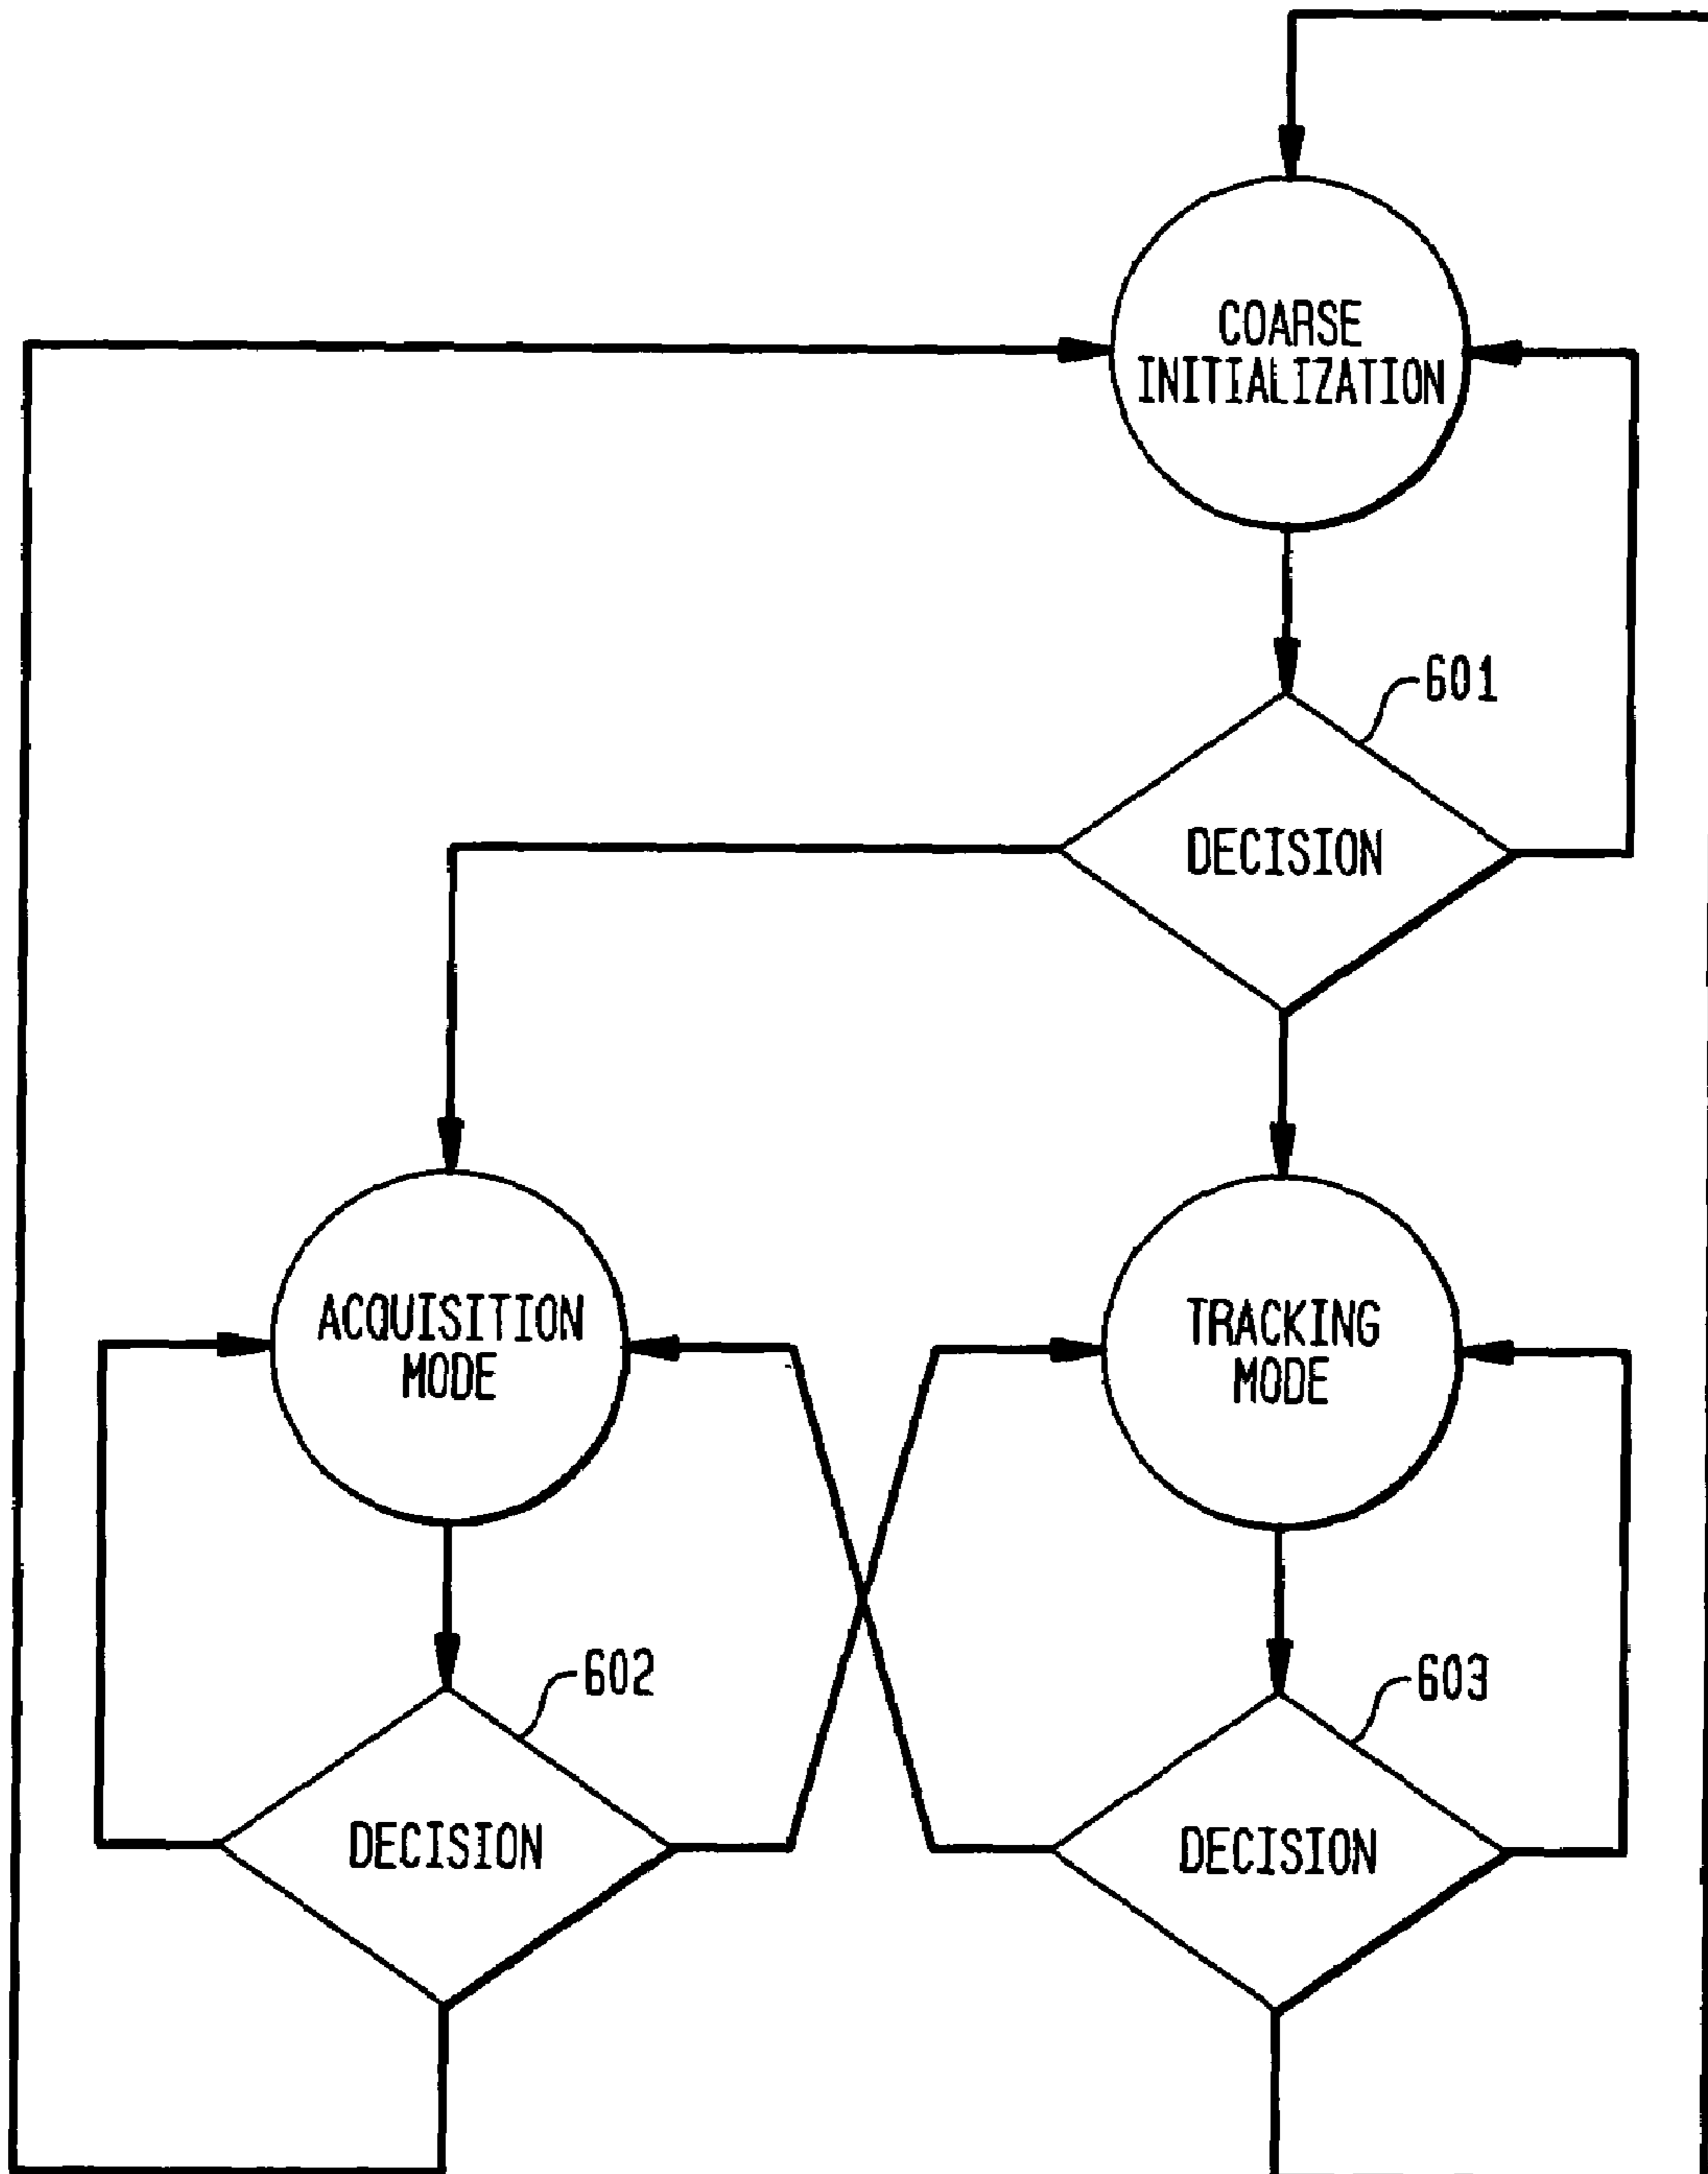 COARSE
INITIALIZATION
601
DECISION
ACQUISITION
MODE
TRACKING
MODE
602
603
DECISION
DECISION